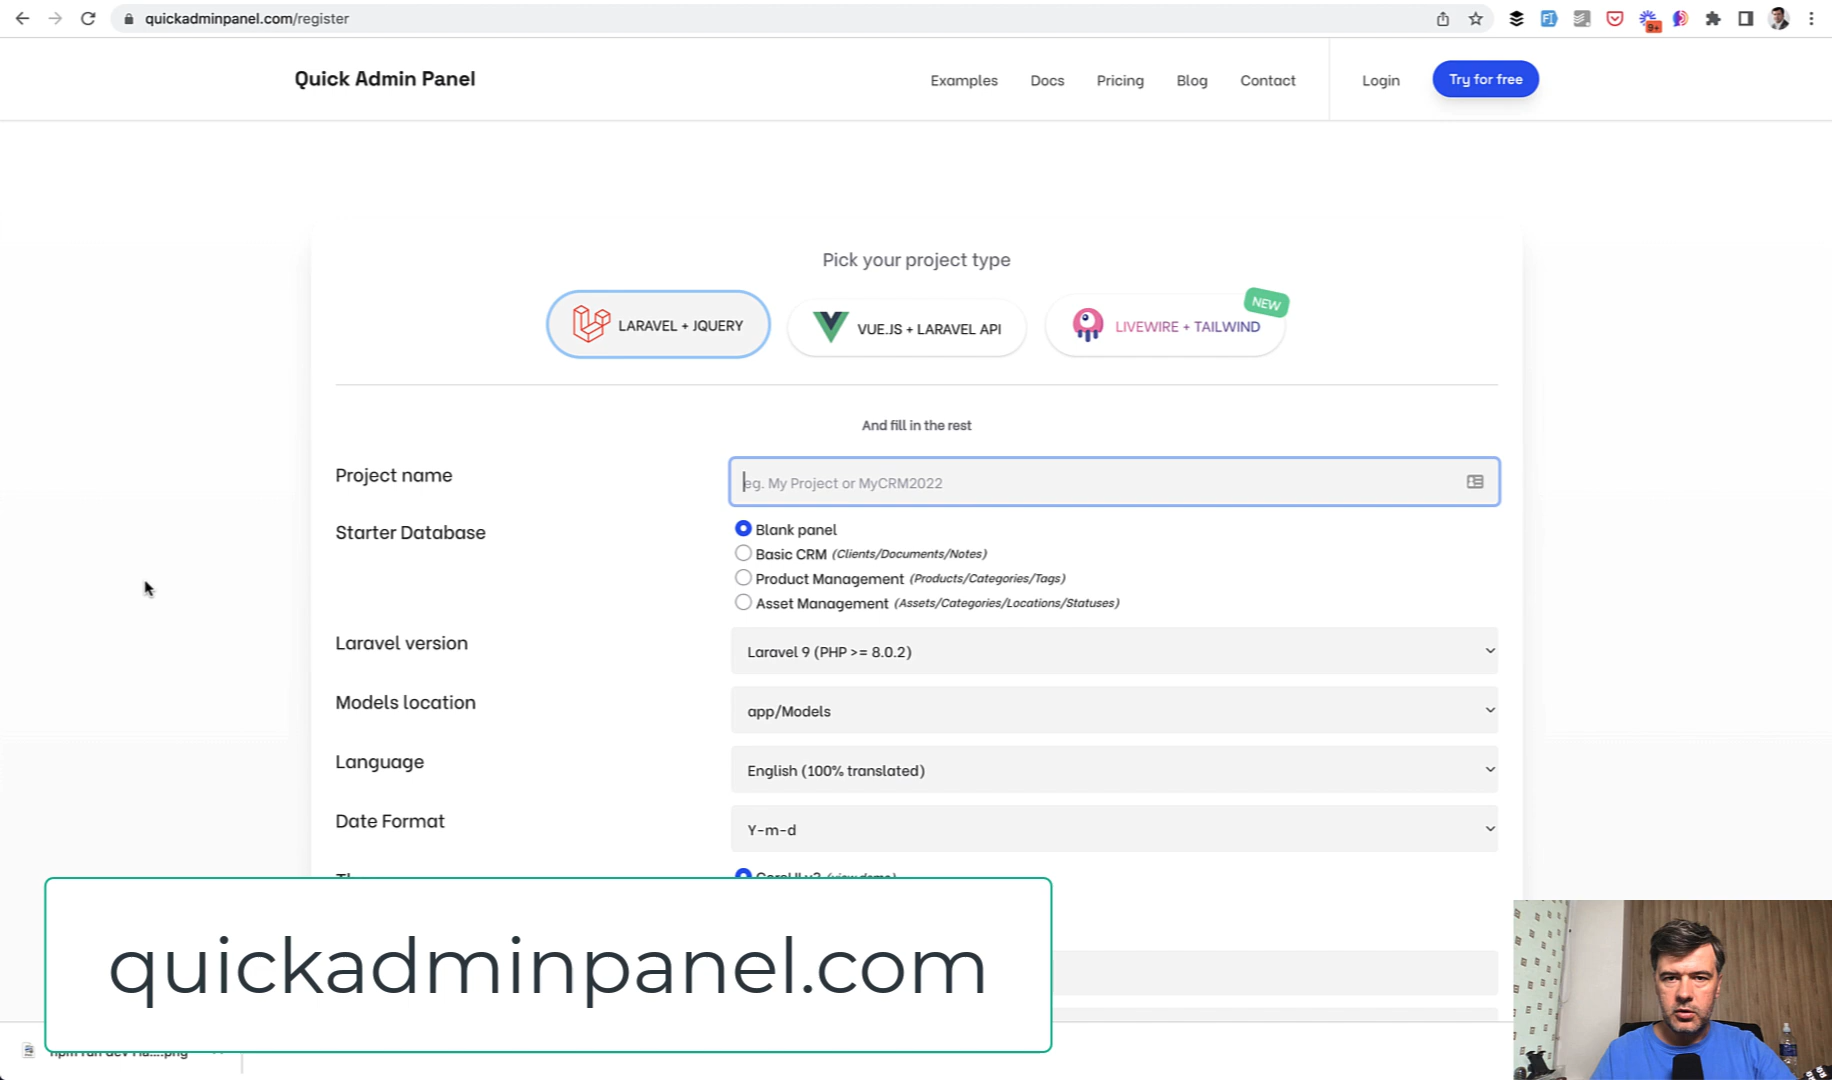 quickadminpanel.com/register
9+
Quick Admin Panel
Examples
Docs
Pricing
Blog
Contact
Login
Try for free
Pick your project type
LARAVEL + JQUERY
VUE.JS + LARAVEL API
LIVEWIRE + TAILWIND
NEW
And fill in the rest
Project name
eg. My Project or MyCRM2022
Starter Database
Blank panel
Basic CRM (Clients/Documents/Notes)
Product Management (Products/Categories/Tags)
Asset Management (Assets/Categories/Locations/Statuses)
Laravel version
Laravel 9 (PHP >= 8.0.2)
Models location
app/Models
Language
English (100% translated)
Date Format
Y-m-d
quickadminpanel.com